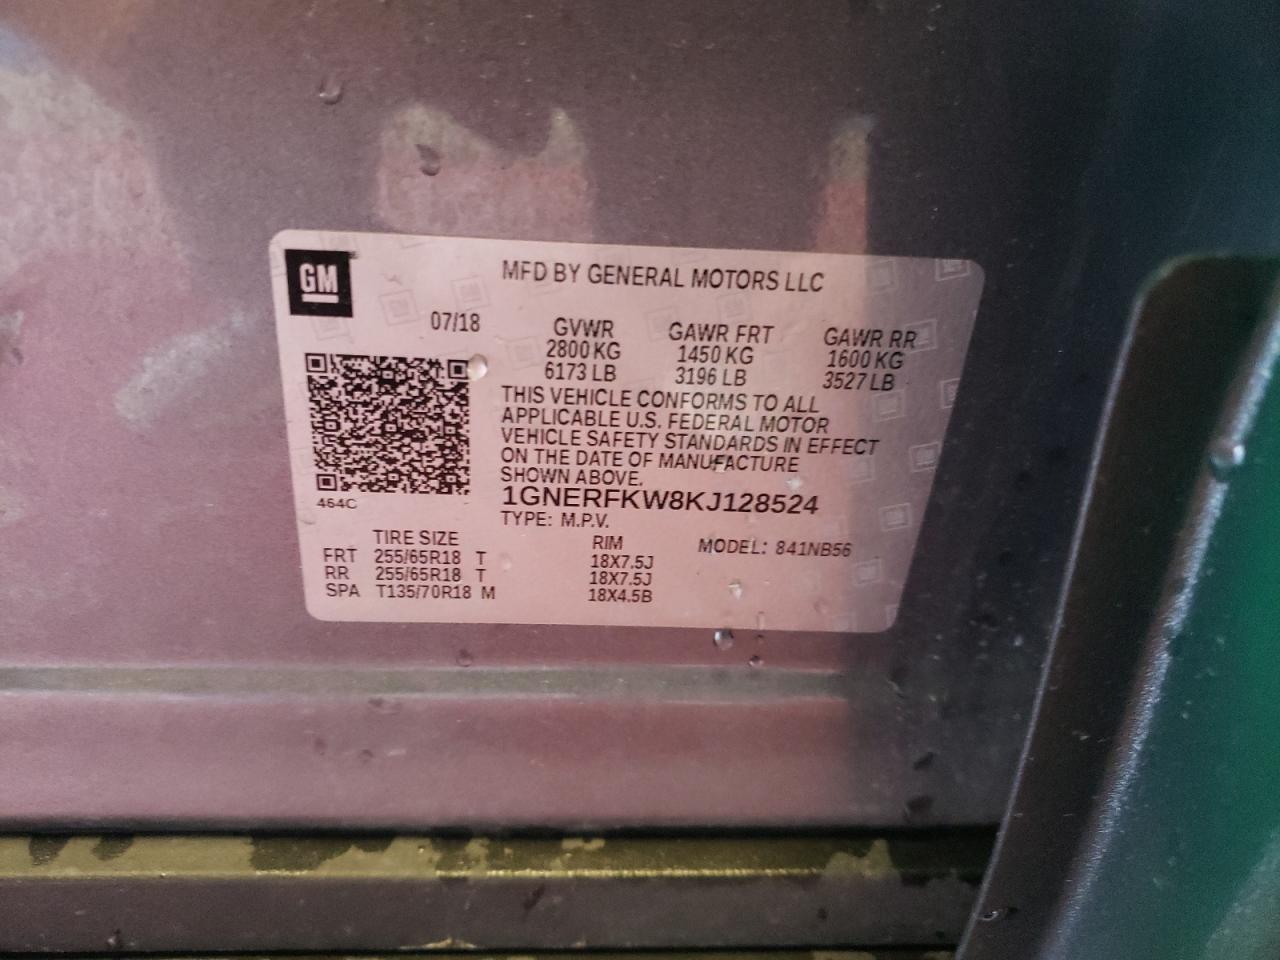 GM
MFD BY GENERAL MOTORS LLC
07/18
GVWR GAWR FRT GAWR RR
2800 KG 1450 KG 1600 KG
6173 LB 3196 LB 3527 LB
THIS VEHICLE CONFORMS TO ALL
APPLICABLE U.S. FEDERAL MOTOR
VEHICLE SAFETY STANDARDS IN EFFECT
ON THE DATE OF MANUFACTURE
SHOWN ABOVE.
464C
1GNERFKW8KJ128524
TYPE: M.P.V.
TIRE SIZE RIM MODEL: 841NB56
FRT 255/65R18 T 18X7.5J
RR 255/65R18 T 18X7.5J
SPA T135/70R18 M 18X4.5B